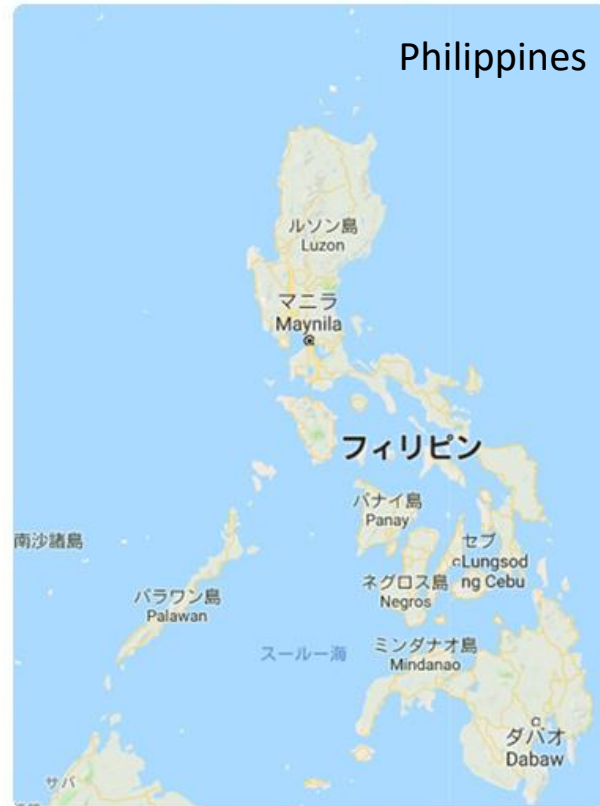 Philippines
ルソン島
Luzon
マニラ
Maynila
フィリピン
パナイ島
Panay
南沙諸島
セブ
Lungsod
ng Cebu
ネグロス島
Negros
パラワン島
Palawan
スールー海
ミンダナオ島
Mindanao
ダバオ
Dabaw
サバ